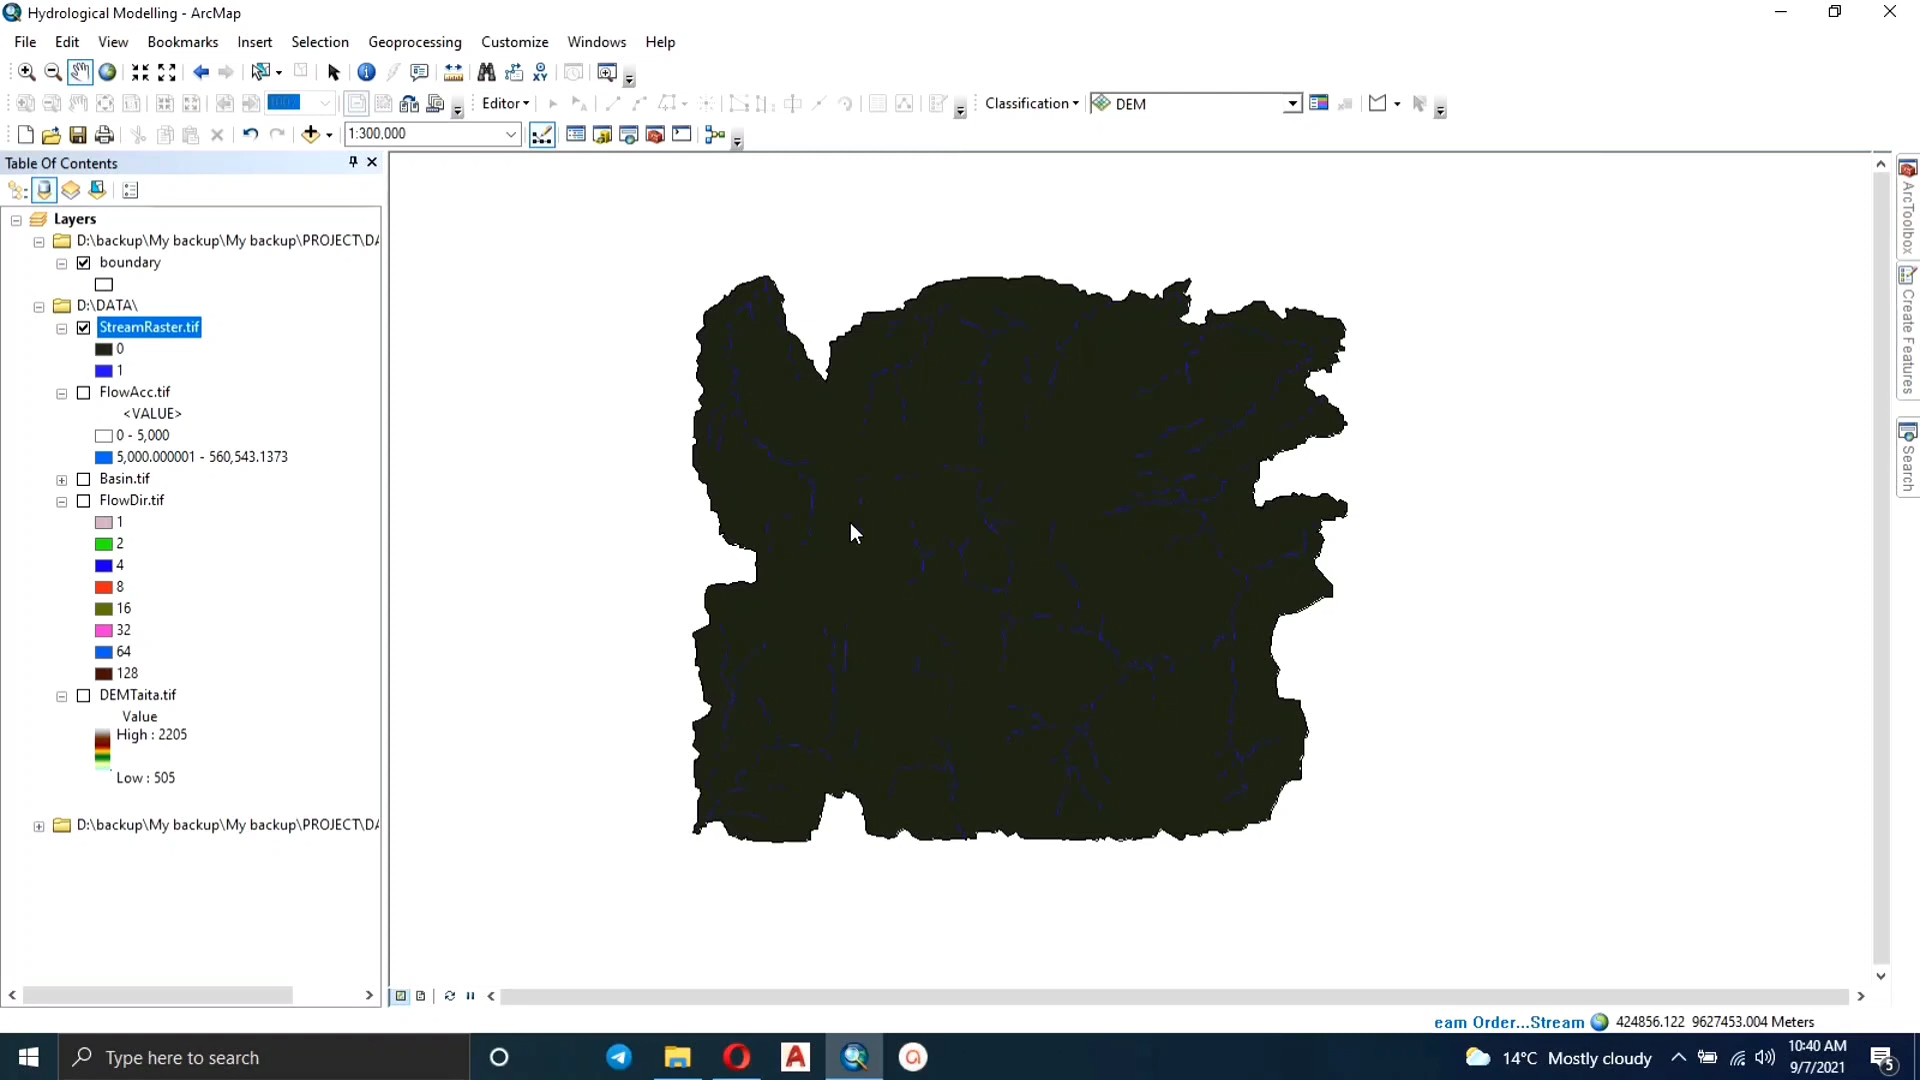 Hydrological Modelling - ArcMap
File Edit View Bookmarks Insert Selection Geoprocessing Customize Windows Help
Editor Classification DEM
1:300,000
Table Of Contents
Layers
D:\backup\My backup\My backup\PROJECT\DA
boundary
D:\DATA\
StreamRaster.tif
0
1
FlowAcc.tif
<VALUE>
0 - 5,000
5,000.000001 - 560,543.1373
Basin.tif
FlowDir.tif
1
2
4
8
16
32
64
128
DEMTaita.tif
Value
High : 2205
Low : 505
D:\backup\My backup\My backup\PROJECT\DA
ArcToolbox
Create Features
Search
eam Order...Stream 424856.122 9627453.004 Meters
Type here to search
14°C Mostly cloudy
10:40 AM
9/7/2021
5